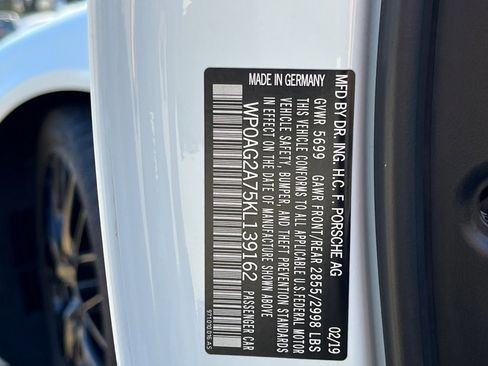 MFD BY DR. ING. H.C. F. PORSCHE AG
02/19
GVWR 5699 GAWR FRONT/REAR 2855/2998 LBS
THIS VEHICLE CONFORMS TO ALL APPLICABLE U.S. FEDERAL MOTOR
VEHICLE SAFETY, BUMPER, AND THEFT PREVENTION STANDARDS
IN EFFECT ON THE DATE OF MANUFACTURE SHOWN ABOVE
MADE IN GERMANY
WP0AG2A75KL139162
PASSENGER CAR